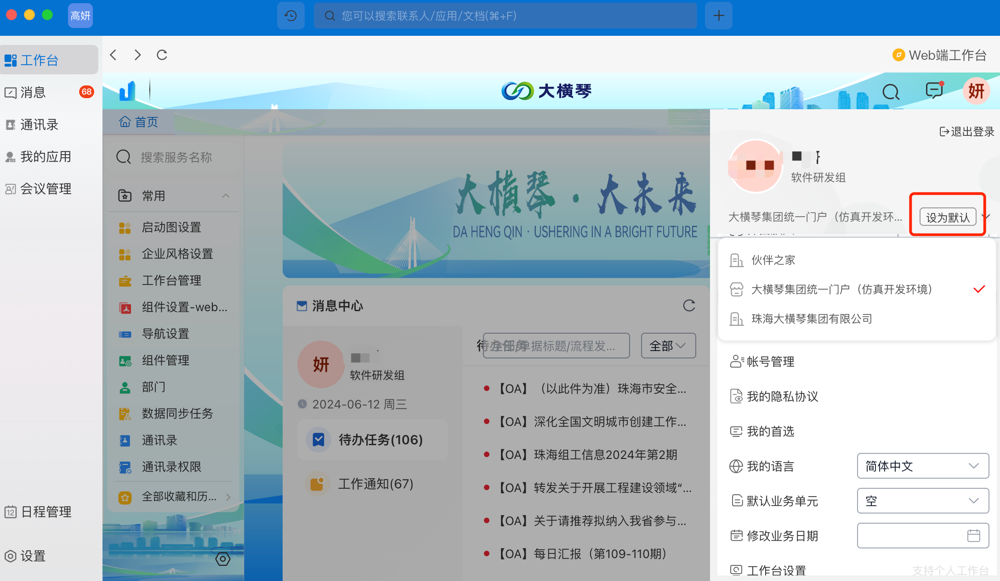 高妍
您可以搜索联系人/应用/文档(⌘+F)
工作台
消息
68
通讯录
我的应用
会议管理
12
日程管理
设置
Web端工作台
大横琴
妍
首页
搜索服务名称
常用
启动图设置
企业风格设置
工作台管理
组件设置-web...
导航设置
组件管理
部门
数据同步任务
通讯录
通讯录权限
全部收藏和历...
大横琴·大未来
DA HENG QIN · USHERING IN A BRIGHT FUTURE
消息中心
妍
软件研发组
2024-06-12 周三
待办任务(106)
工作通知(67)
待办任务
全部/单据标题/流程发...
全部
【OA】（以此件为准）珠海市安全...
【OA】深化全国文明城市创建工作...
【OA】珠海组工信息2024年第2期
【OA】转发关于开展工程建设领域“...
【OA】关于请推荐拟纳入我省参与...
【OA】每日汇报（第109-110期）
退出登录
软件研发组
大横琴集团统一门户（仿真开发环...
设为默认
伙伴之家
大横琴集团统一门户（仿真开发环境）
珠海大横琴集团有限公司
帐号管理
我的隐私协议
我的首选
我的语言
简体中文
默认业务单元
空
修改业务日期
工作台设置
支持个人工作台